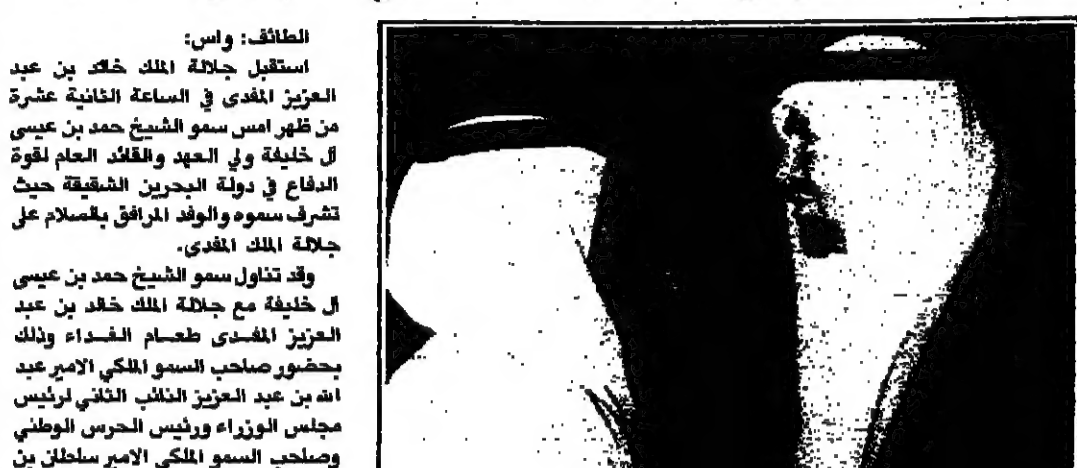 الطائف: واس:
استقبل جلالة الملك خالد بن عبد
العزيز المفدى في الساعة الثانية عشرة
من ظهر امس سمو الشيخ حمد بن عيسى
آل خليفة ولي العهد والقائد العام لقوة
الدفاع في دولة البحرين الشقيقة حيث
تشرف سموه والوفد المرافق بالسلام على
جلالة الملك المفدى.
وقد تناول سمو الشيخ حمد بن عيسى
آل خليفة مع جلالة الملك خالد بن عبد
العزيز المفدى طعام الغداء وذلك
بحضور صاحب السمو الملكي الامير عبد
الله بن عبد العزيز النائب الثاني لرئيس
مجلس الوزراء ورئيس الحرس الوطني
وصاحب السمو الملكي الامير سلطان بن